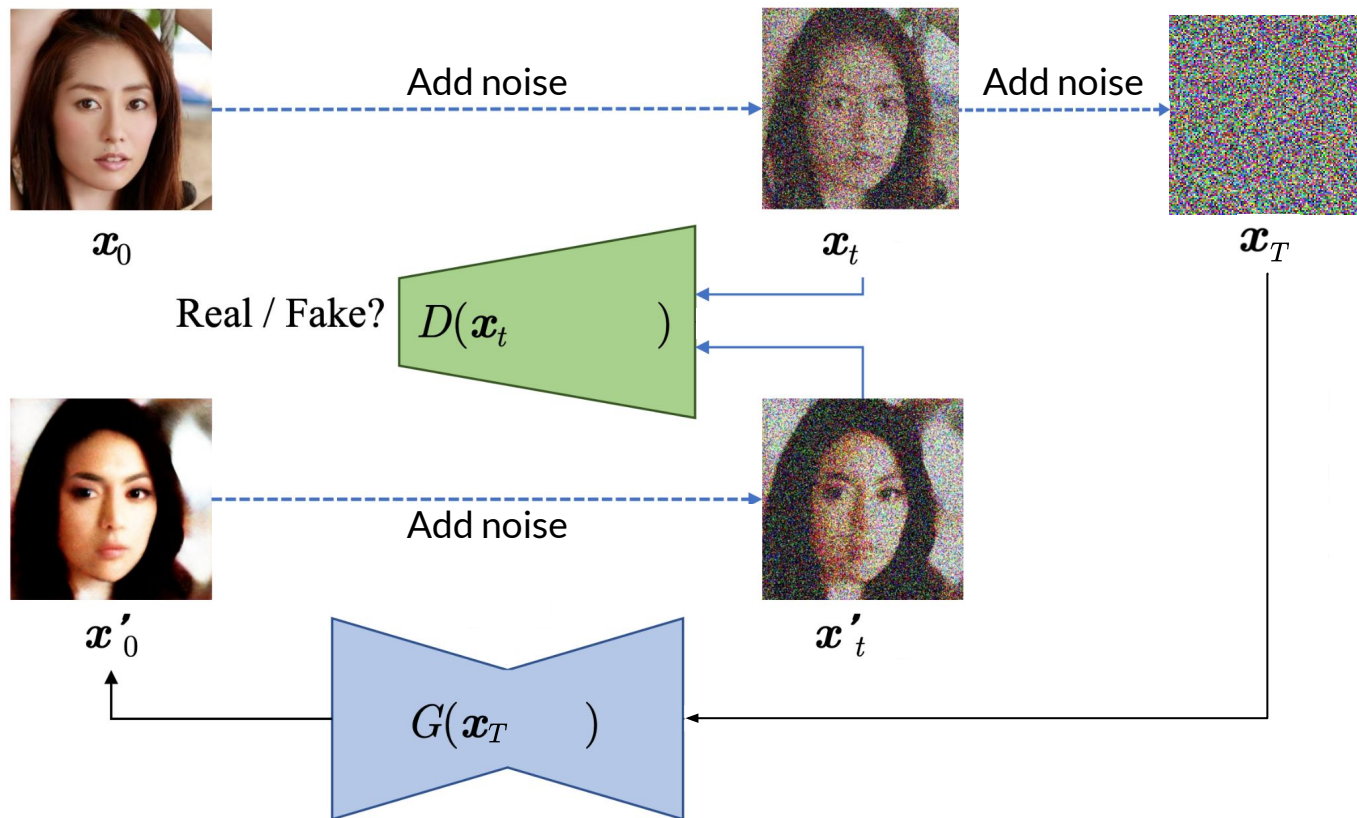 Add noise
Add noise
x_0
x_t
x_T
Real / Fake?
D(x_t )
Add noise
x'_0
x'_t
G(x_T )